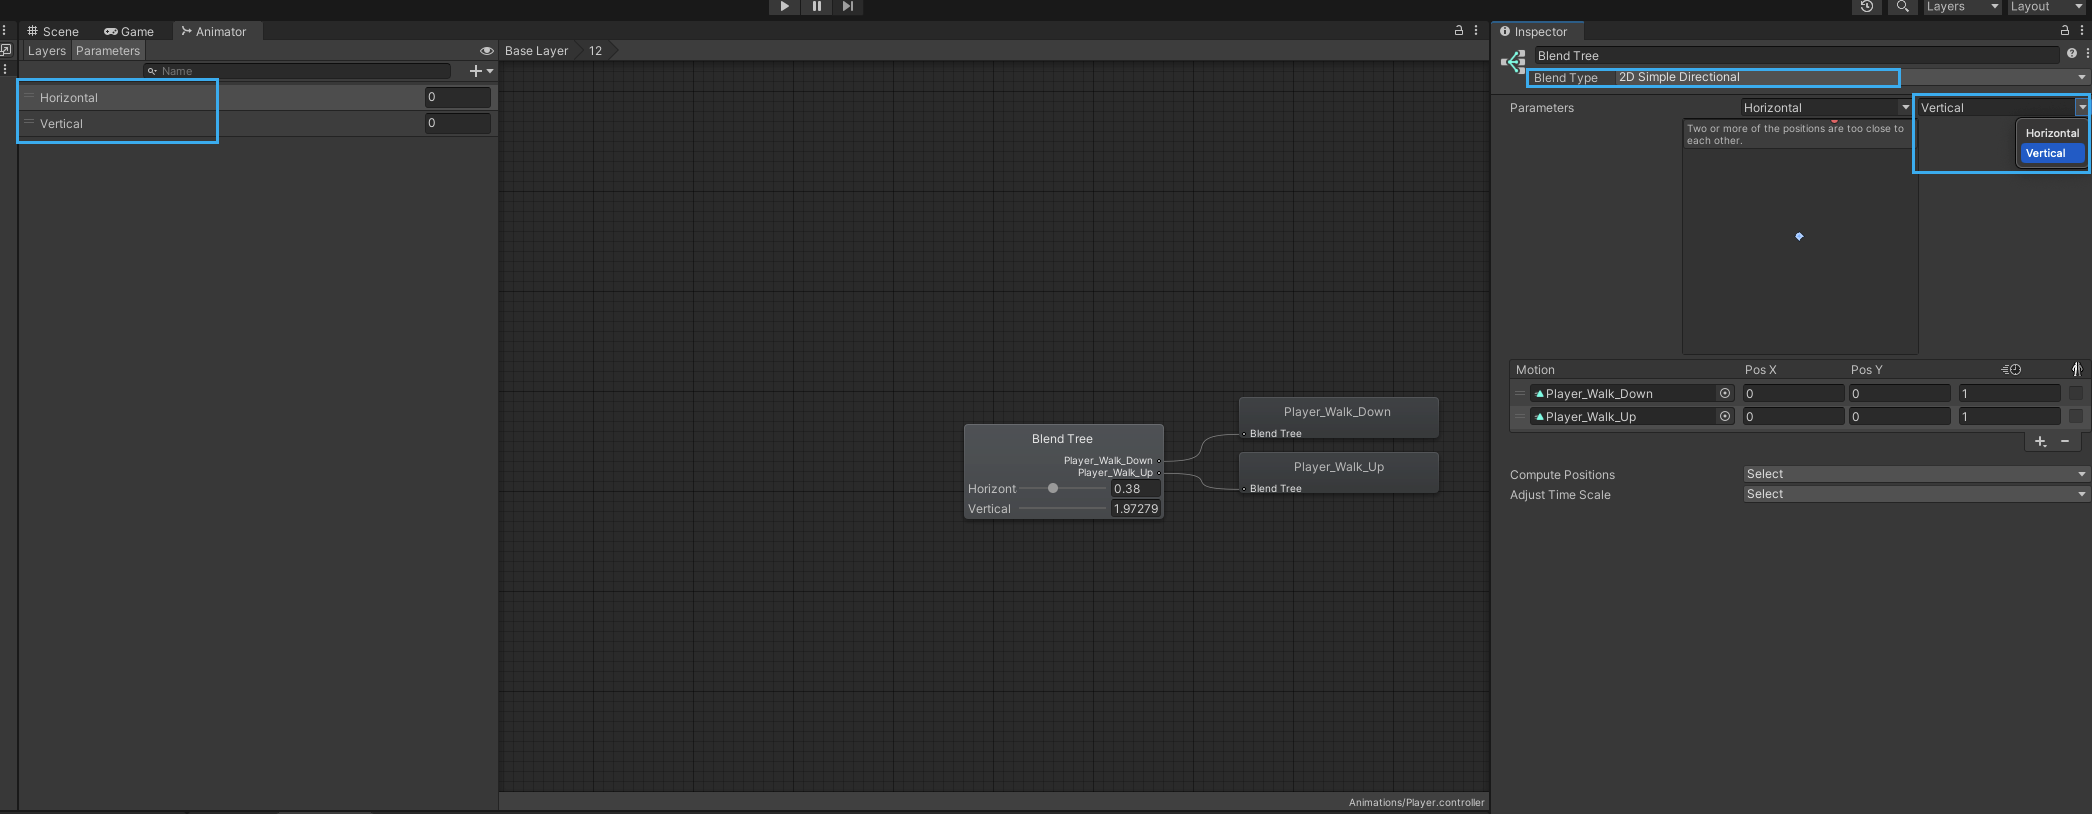 Layers
Layout
Scene
Game
Animator
Layers
Parameters
Name
Horizontal
0
Vertical
0
Base Layer
12
Blend Tree
Player_Walk_Down
Player_Walk_Up
Horizont
0.38
Vertical
1.97279
Player_Walk_Down
Blend Tree
Player_Walk_Up
Blend Tree
Animations/Player.controller
Inspector
Blend Tree
Blend Type
2D Simple Directional
Parameters
Horizontal
Vertical
Horizontal
Vertical
Two or more of the positions are too close to
each other.
Motion
Pos X
Pos Y
Player_Walk_Down
0
0
1
Player_Walk_Up
0
0
1
Compute Positions
Select
Adjust Time Scale
Select